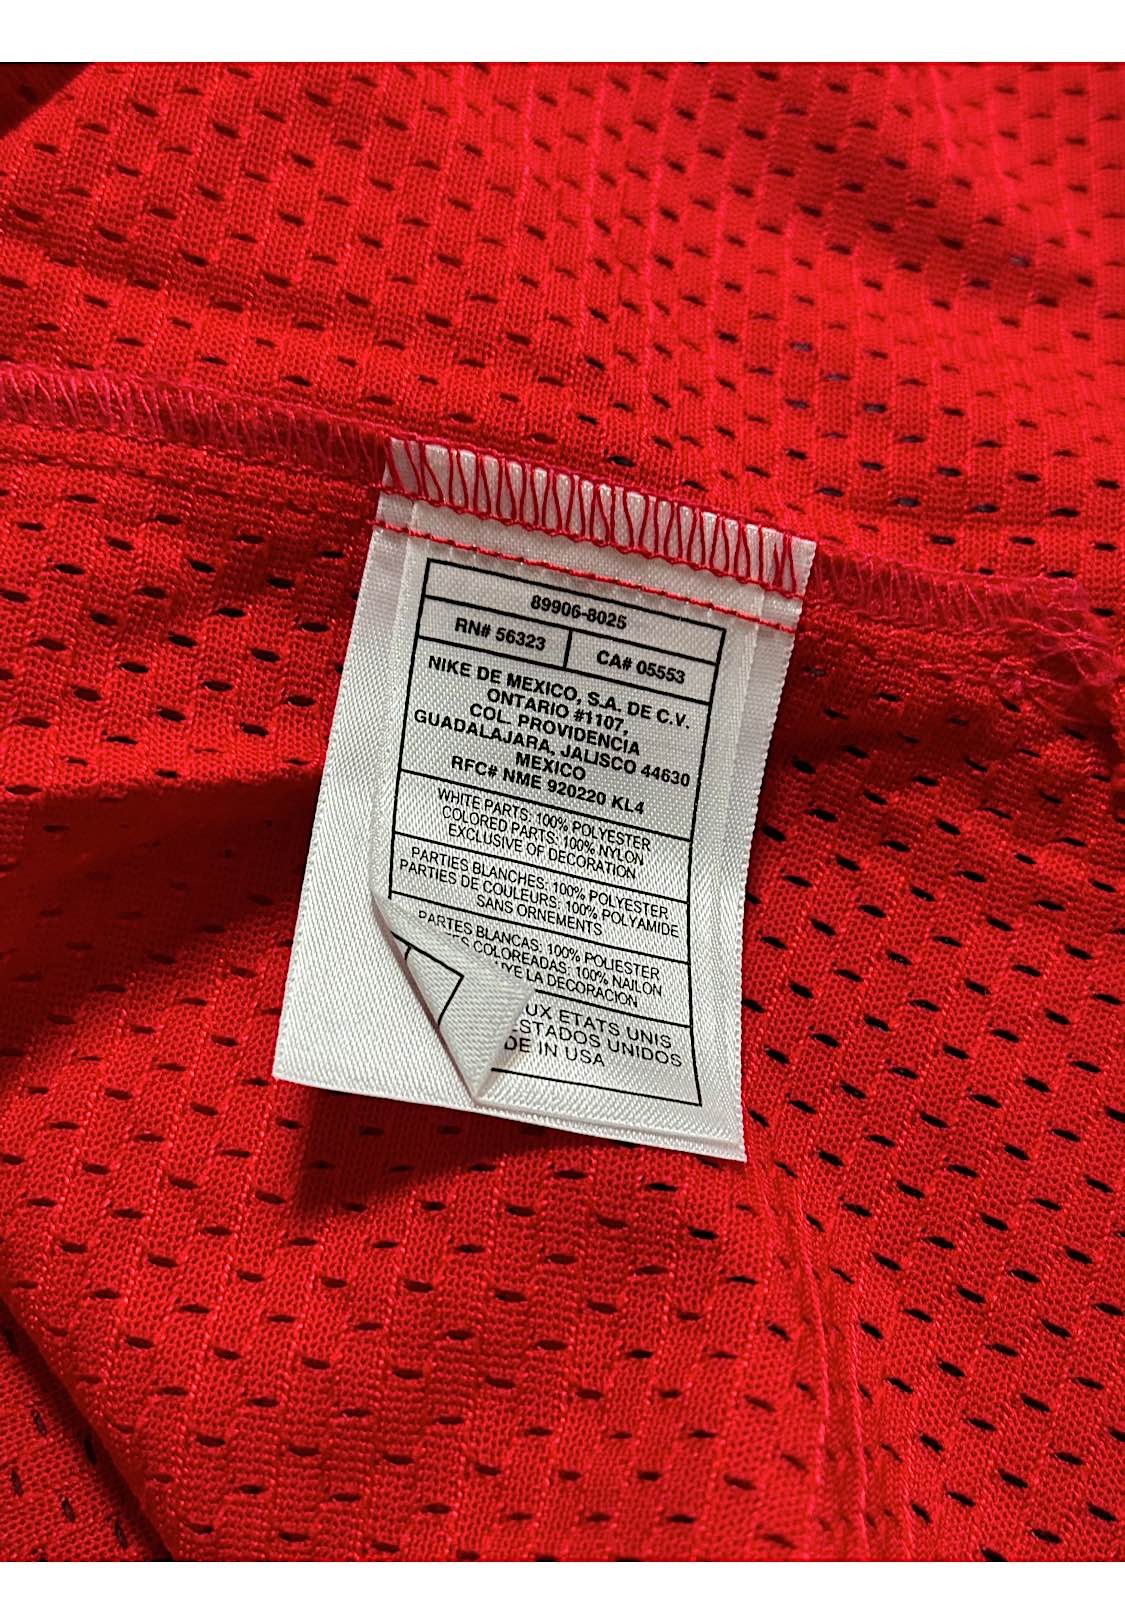 89906-8025
RN# 56323
CA# 05553
NIKE DE MEXICO, S.A. DE C.V.
ONTARIO #1107,
COL. PROVIDENCIA
GUADALAJARA, JALISCO 44630
MEXICO
RFC# NME 920220 KL4
WHITE PARTS: 100% POLYESTER
COLORED PARTS: 100% NYLON
EXCLUSIVE OF DECORATION
PARTIES BLANCHES: 100% POLYESTER
PARTIES DE COULEURS: 100% POLYAMIDE
SANS ORNEMENTS
PARTES BLANCAS: 100% POLIESTER
COLOREADAS: 100% NAILON
LA DECORACION
UX ETATS UNIS
ESTADOS UNIDOS
DE IN USA